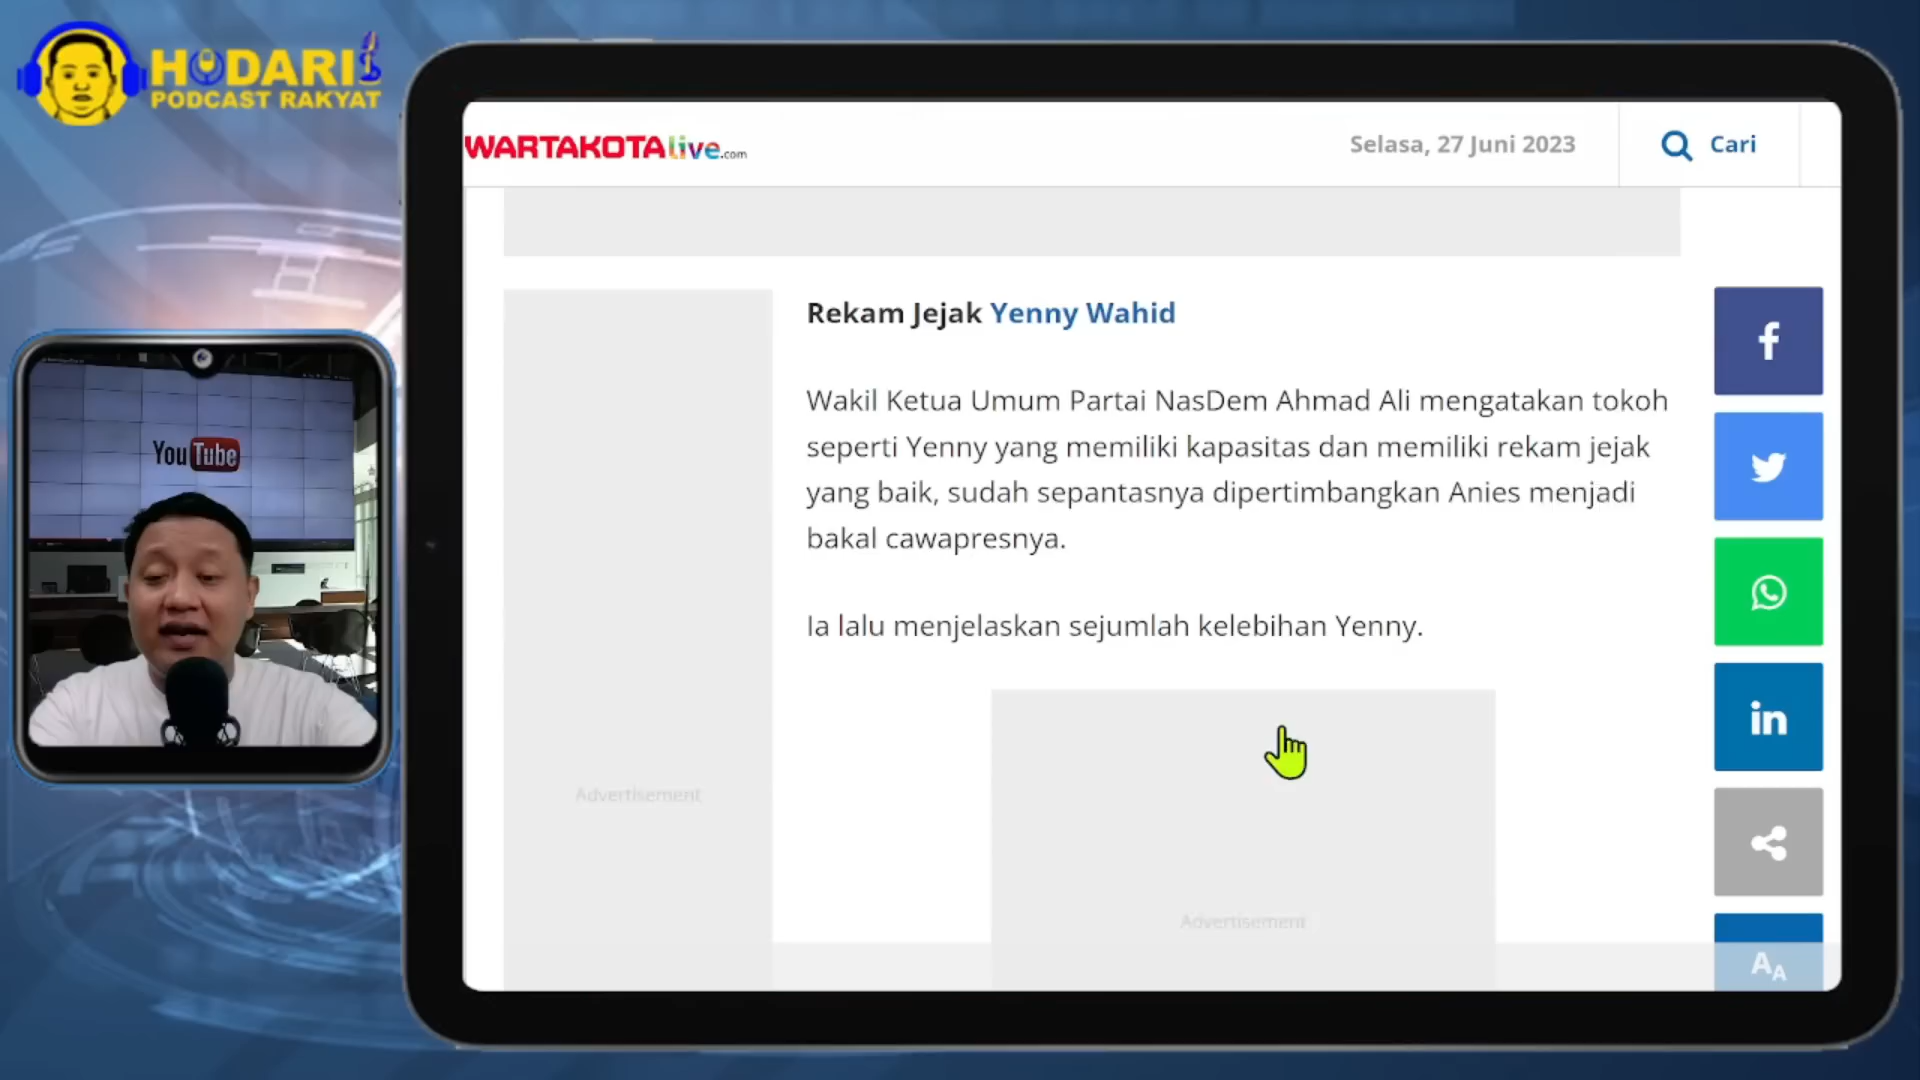 HODARI
PODCAST RAKYAT
WARTAKOTAlive.com
Selasa, 27 Juni 2023
Cari
Rekam Jejak Yenny Wahid
Wakil Ketua Umum Partai NasDem Ahmad Ali mengatakan tokoh
seperti Yenny yang memiliki kapasitas dan memiliki rekam jejak
yang baik, sudah sepantasnya dipertimbangkan Anies menjadi
bakal cawapresnya.
Ia lalu menjelaskan sejumlah kelebihan Yenny.
YouTube
Advertisement
Advertisement
f
in
AA